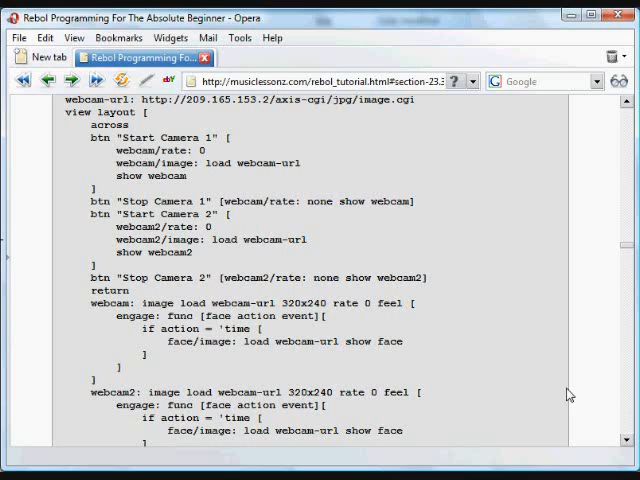 Rebol Programming For The Absolute Beginner - Opera
File Edit View Bookmarks Widgets Mail Tools Help
New tab Rebol Programming Fo...
http://musiclessonz.com/rebol_tutorial.html#section-23.3 ? Google
webcam-url: http://209.165.153.2/axis-cgi/jpg/image.cgi
view layout [
across
btn "Start Camera 1" [
webcam/rate: 0
webcam/image: load webcam-url
show webcam
]
btn "Stop Camera 1" [webcam/rate: none show webcam]
btn "Start Camera 2" [
webcam2/rate: 0
webcam2/image: load webcam-url
show webcam2
]
btn "Stop Camera 2" [webcam2/rate: none show webcam2]
return
webcam: image load webcam-url 320x240 rate 0 feel [
engage: func [face action event][
if action = 'time [
face/image: load webcam-url show face
]
]
]
webcam2: image load webcam-url 320x240 rate 0 feel [
engage: func [face action event][
if action = 'time [
face/image: load webcam-url show face
]